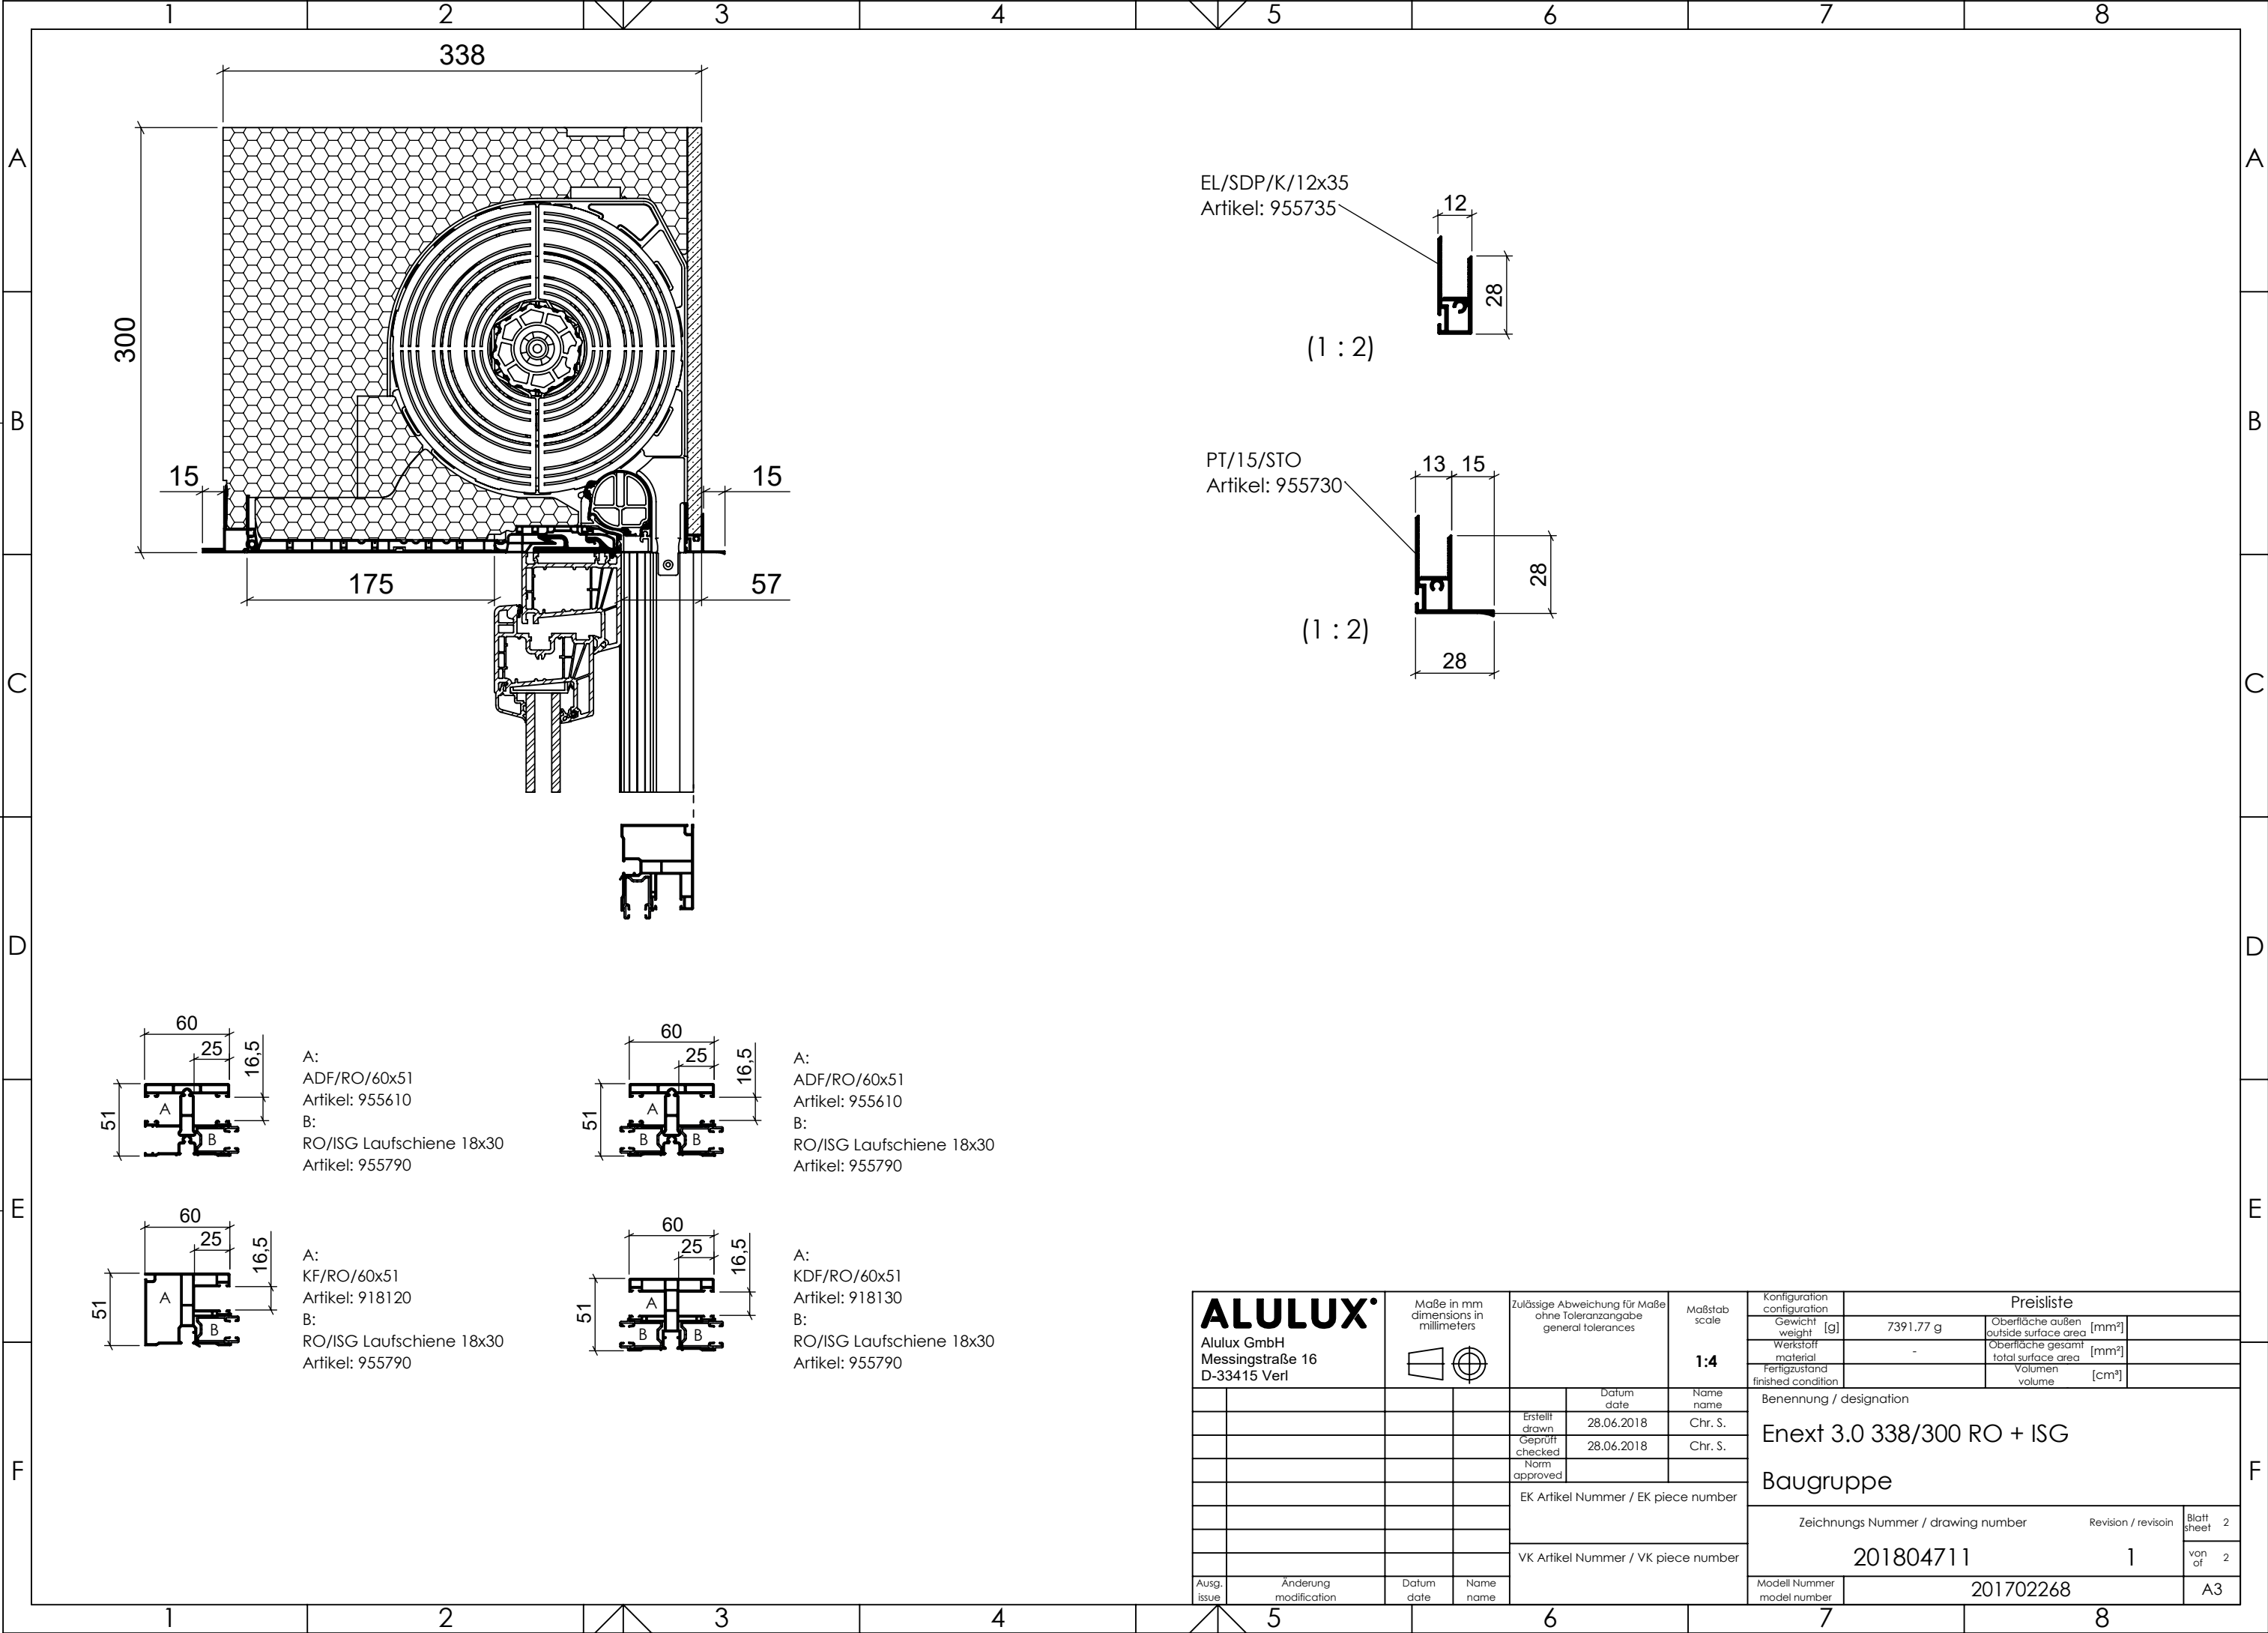 1 2 3 4 5 6 7 8
A
B
C
D
E
F
A
B
C
D
E
F
338
300
15
15
175
57
EL/SDP/K/12x35
Artikel: 955735
12
28
(1 : 2)
PT/15/STO
Artikel: 955730
13 15
28
(1 : 2)
28
60
25
16,5
51
A
B
A:
ADF/RO/60x51
Artikel: 955610
B:
RO/ISG Laufschiene 18x30
Artikel: 955790
60
25
16,5
51
A
B B
A:
ADF/RO/60x51
Artikel: 955610
B:
RO/ISG Laufschiene 18x30
Artikel: 955790
60
25
16,5
51
A
B
A:
KF/RO/60x51
Artikel: 918120
B:
RO/ISG Laufschiene 18x30
Artikel: 955790
60
25
16,5
51
A
B B
A:
KDF/RO/60x51
Artikel: 918130
B:
RO/ISG Laufschiene 18x30
Artikel: 955790
ALULUX
Alulux GmbH
Messingstraße 16
D-33415 Verl
Maße in mm
dimensions in
millimeters
Zulässige Abweichung für Maße
ohne Toleranzangabe
general tolerances
Maßstab
scale
1:4
Konfiguration
configuration
Preisliste
Gewicht
weight [g]
7391.77 g
Oberfläche außen
outside surface area [mm²]
Werkstoff
material
-
Oberfläche gesamt
total surface area [mm²]
Fertigzustand
finished condition
Volumen
volume [cm³]
Datum
date
Name
name
Erstellt
drawn
28.06.2018
Chr. S.
Geprüft
checked
28.06.2018
Chr. S.
Norm
approved
Benennung / designation
Enext 3.0 338/300 RO + ISG
Baugruppe
EK Artikel Nummer / EK piece number
VK Artikel Nummer / VK piece number
Zeichnungs Nummer / drawing number
201804711
Revision / revisoin
1
Blatt
sheet 2
von
of 2
Ausg.
issue
Änderung
modification
Datum
date
Name
name
Modell Nummer
model number
201702268
A3
1 2 3 4 5 6 7 8